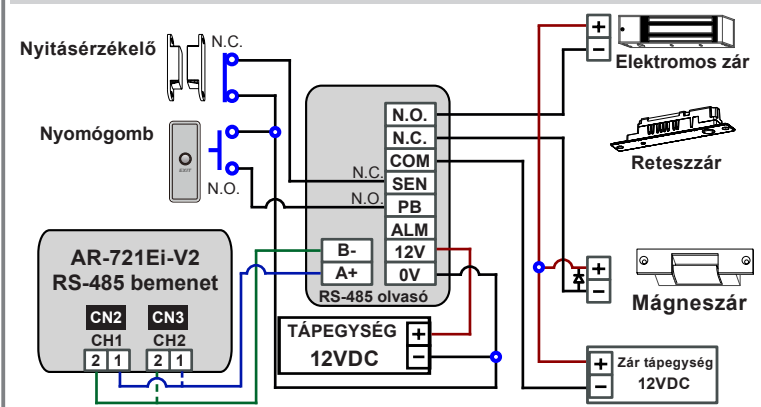 Nyitásérzékelő
N.C.
Nyomógomb
EXIT
N.O.
N.O.
N.C.
COM
N.C.
SEN
N.O.
PB
ALM
12V
0V
B-
A+
RS-485 olvasó
AR-721Ei-V2
RS-485 bemenet
CN2
CN3
CH1
CH2
2
1
2
1
TÁPEGYSÉG
12VDC
+
−
+
−
Elektromos zár
Reteszzár
+
−
Mágneszár
+
−
Zár tápegység
12VDC